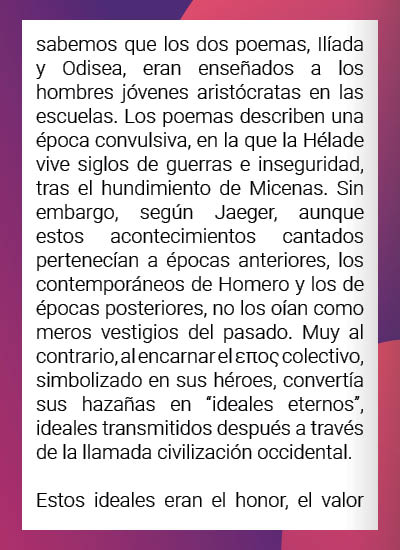 sabemos que los dos poemas, Ilíada
y Odisea, eran enseñados a los
hombres jóvenes aristócratas en las
escuelas. Los poemas describen una
época convulsiva, en la que la Hélade
vive siglos de guerras e inseguridad,
tras el hundimiento de Micenas. Sin
embargo, según Jaeger, aunque
estos acontecimientos cantados
pertenecían a épocas anteriores, los
contemporáneos de Homero y los de
épocas posteriores, no los oían como
meros vestigios del pasado. Muy al
contrario, al encarnar el επος colectivo,
simbolizado en sus héroes, convertía
sus hazañas en “ideales eternos”,
ideales transmitidos después a través
de la llamada civilización occidental.
Estos ideales eran el honor, el valor